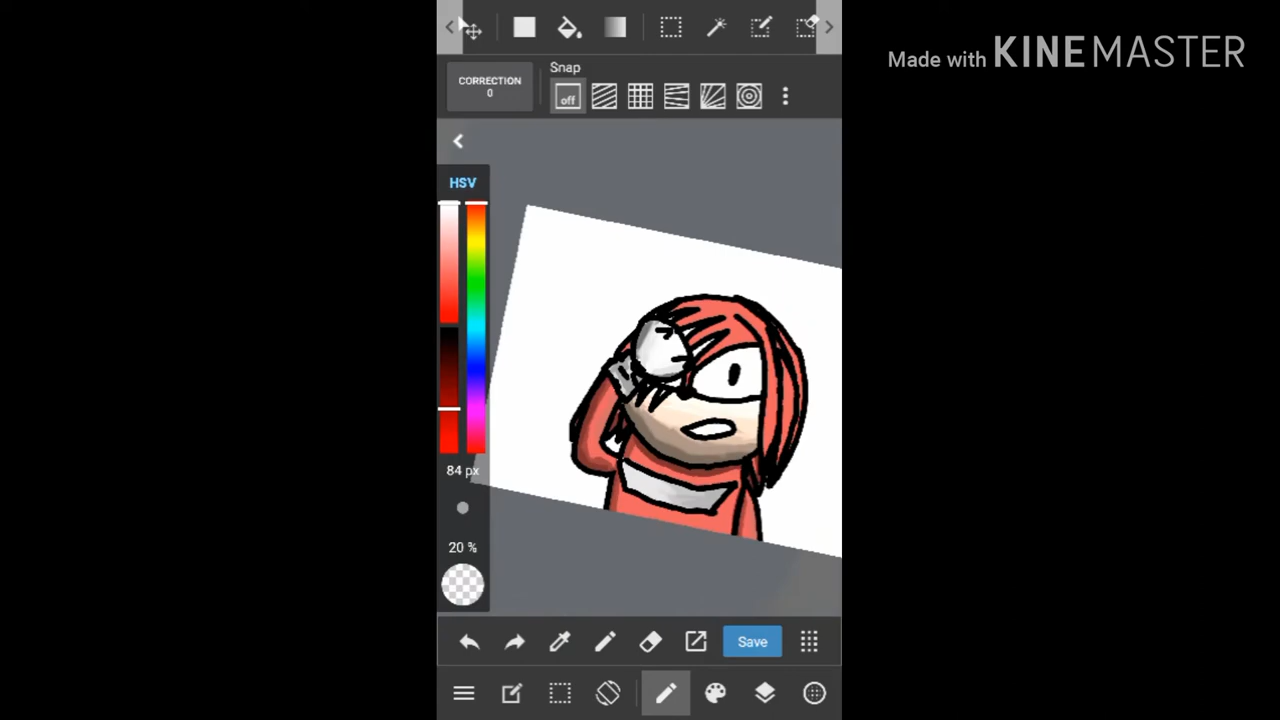 Made with KINEMASTER
Snap
CORRECTION
0
off
HSV
84 px
20 %
Save